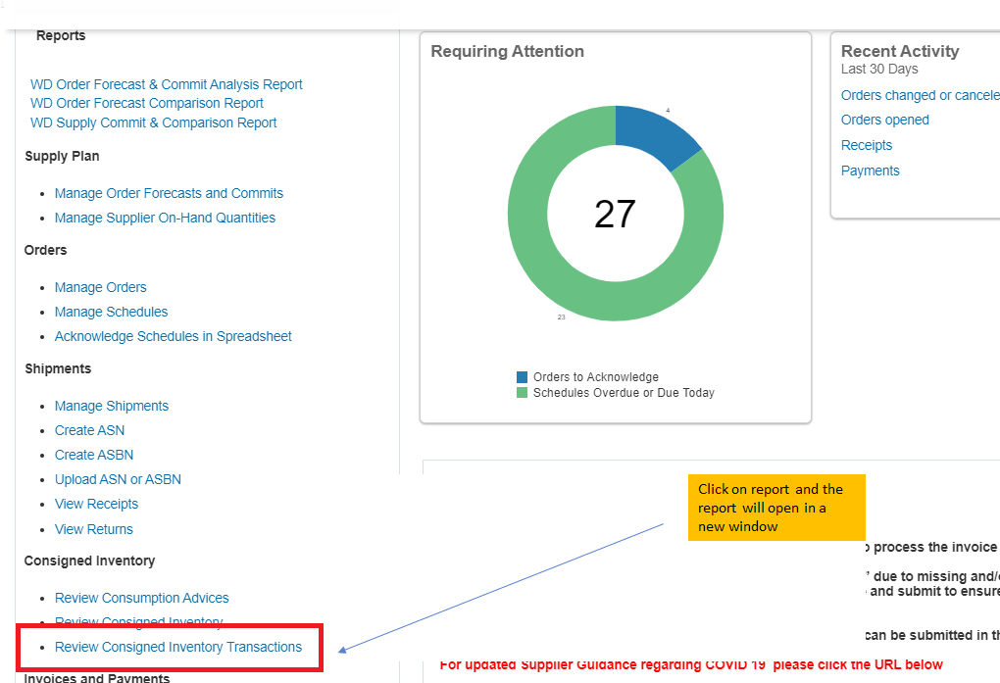 Reports
WD Order Forecast & Commit Analysis Report
WD Order Forecast Comparison Report
WD Supply Commit & Comparison Report
Supply Plan
Manage Order Forecasts and Commits
Manage Supplier On-Hand Quantities
Orders
Manage Orders
Manage Schedules
Acknowledge Schedules in Spreadsheet
Shipments
Manage Shipments
Create ASN
Create ASBN
Upload ASN or ASBN
View Receipts
View Returns
Consigned Inventory
Review Consumption Advices
Review Consigned Inventory
Review Consigned Inventory Transactions
Invoices and Payments
Requiring Attention
4
27
23
Orders to Acknowledge
Schedules Overdue or Due Today
Recent Activity
Last 30 Days
Orders changed or cancele
Orders opened
Receipts
Payments
Click on report and the
report will open in a
new window
process the invoice
" due to missing and/
and submit to ensure
can be submitted in
For updated Supplier Guidance regarding COVID 19 please click the URL below